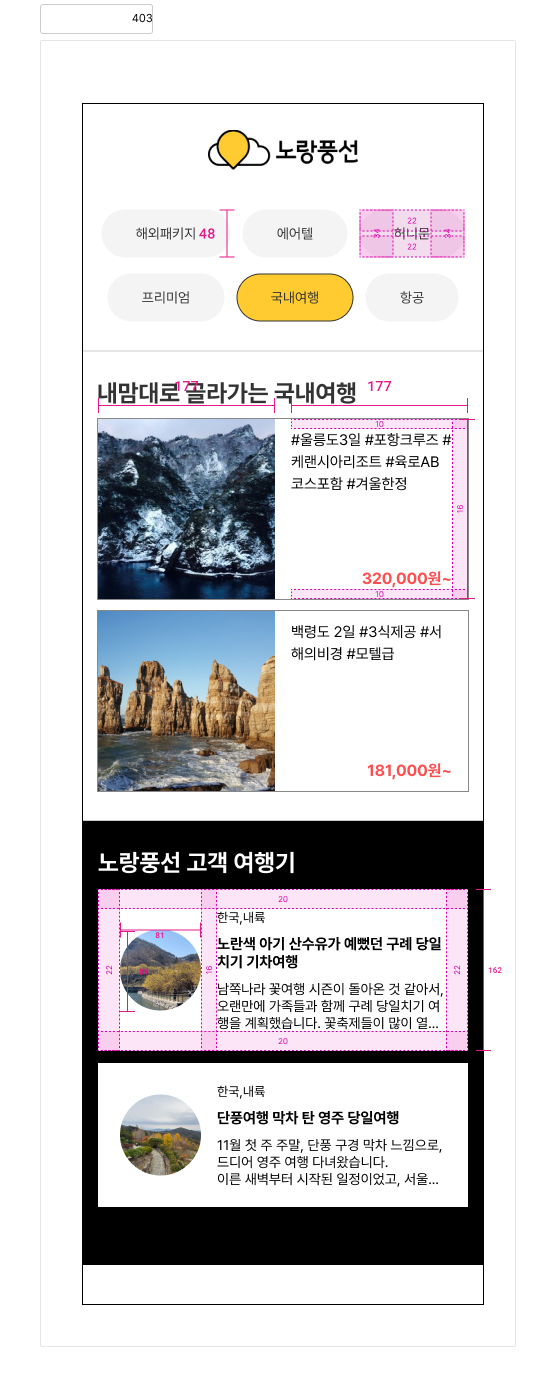 403
노랑풍선
해외패키지 48
에어텔
22
34
허니문
34
22
프리미엄
국내여행
항공
내맘대로 골라가는 국내여행
177
177
10
#울릉도3일 #포항크루즈 #
케랜시아리조트 #육로AB
코스포함 #겨울한정
16
320,000원~
10
백령도 2일 #3식제공 #서
해의비경 #모텔급
181,000원~
노랑풍선 고객 여행기
20
한국,내륙
81
노란색 아기 산수유가 예뻤던 구례 당일
치기 기차여행
22
81
16
22
162
남쪽나라 꽃여행 시즌이 돌아온 것 같아서,
오랜만에 가족들과 함께 구례 당일치기 여
행을 계획했습니다. 꽃축제들이 많이 열...
20
한국,내륙
단풍여행 막차 탄 영주 당일여행
11월 첫 주 주말, 단풍 구경 막차 느낌으로,
드디어 영주 여행 다녀왔습니다.
이른 새벽부터 시작된 일정이었고, 서울...